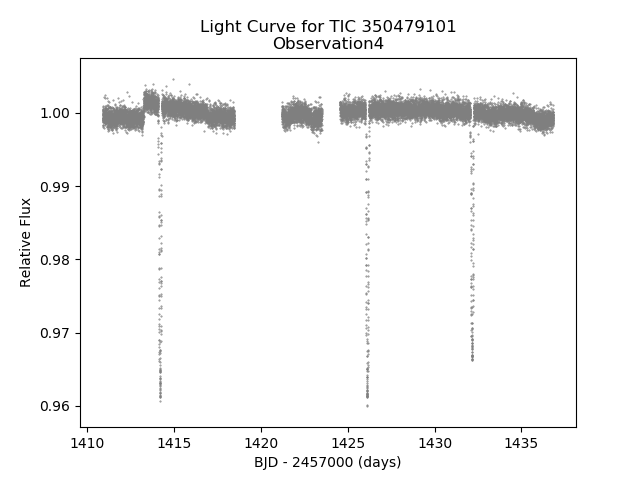 Light Curve for TIC 350479101
Observation4
1.00
0.99
0.98
0.97
0.96
Relative Flux
1410 1415 1420 1425 1430 1435
BJD - 2457000 (days)